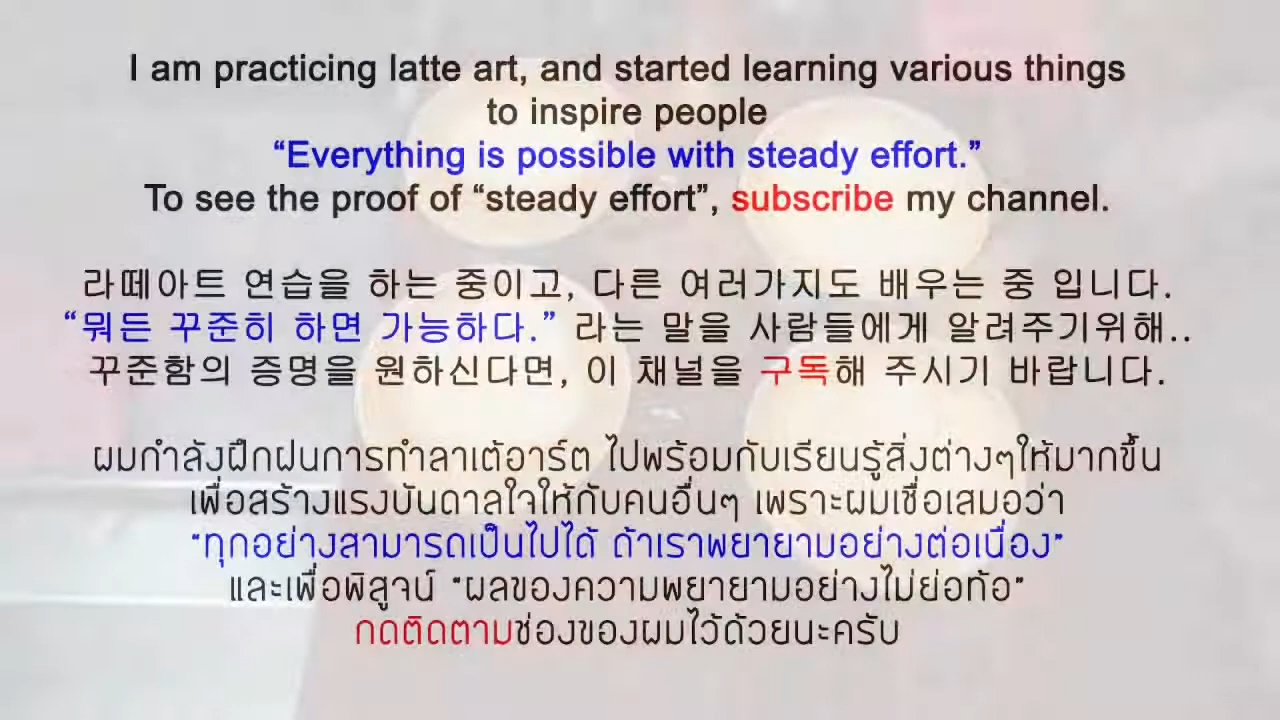 I am practicing latte art, and started learning various things
to inspire people
“Everything is possible with steady effort.”
To see the proof of “steady effort”, subscribe my channel.
라떼아트 연습을 하는 중이고, 다른 여러가지도 배우는 중 입니다.
“뭐든 꾸준히 하면 가능하다.” 라는 말을 사람들에게 알려주기위해..
꾸준함의 증명을 원하신다면, 이 채널을 구독해 주시기 바랍니다.
ผมกำลังฝึกฝนการทำลาเต้อาร์ต ไปพร้อมกับเรียนรู้สิ่งต่างๆให้มากขึ้น
เพื่อสร้างแรงบันดาลใจให้กับคนอื่นๆ เพราะผมเชื่อเสมอว่า
"ทุกอย่างสามารถเป็นไปได้ ถ้าเราพยายามอย่างต่อเนื่อง"
และเพื่อพิสูจน์ "ผลของความพยายามอย่างไม่ย่อท้อ"
กดติดตามช่องของผมไว้ด้วยนะครับ